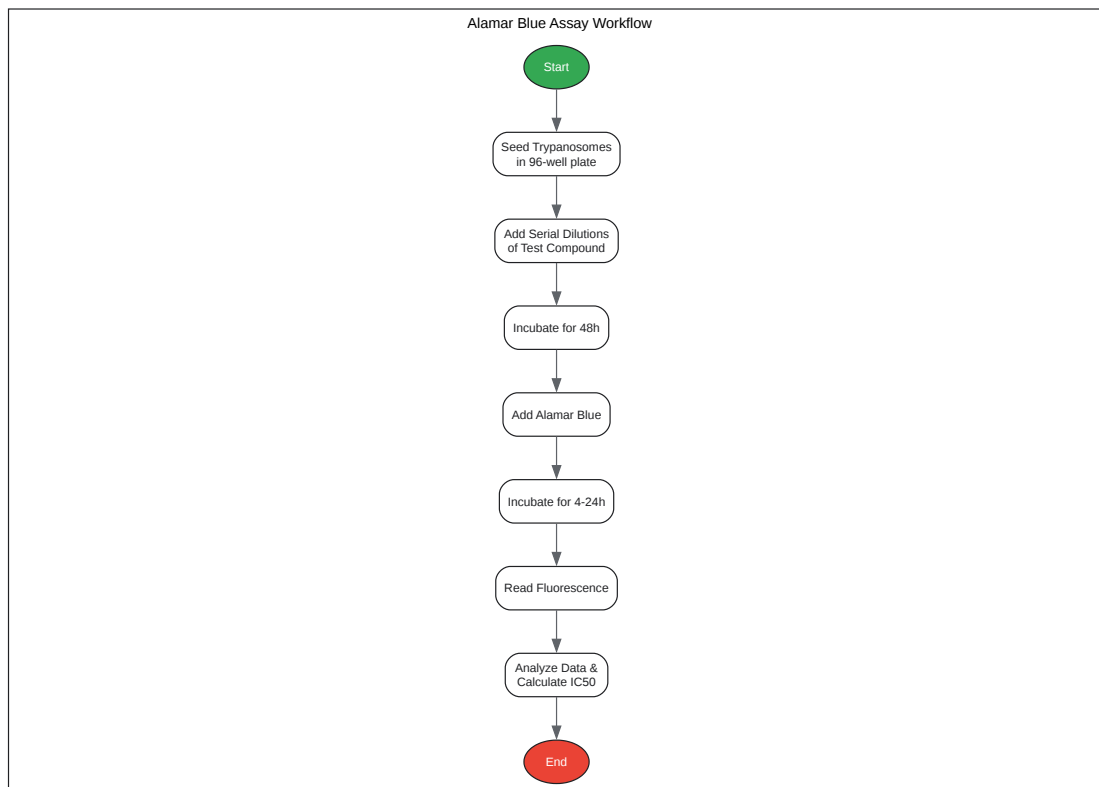 Alamar Blue Assay Workflow
Start
Seed Trypanosomes
in 96-well plate
Add Serial Dilutions
of Test Compound
Incubate for 48h
Add Alamar Blue
Incubate for 4-24h
Read Fluorescence
Analyze Data &
Calculate IC50
End